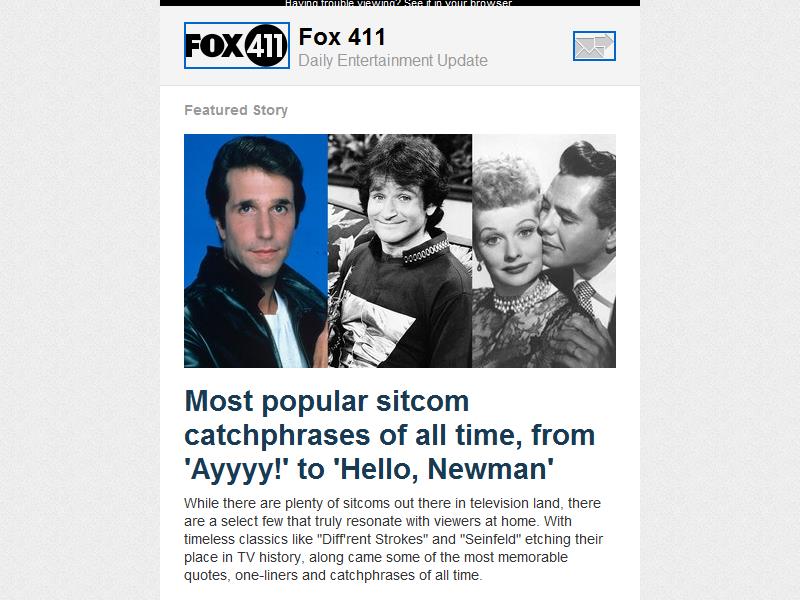 Having trouble viewing? See it in your browser
FOX 411
Fox 411
Daily Entertainment Update
Featured Story
Most popular sitcom
catchphrases of all time, from
'Ayyyy!' to 'Hello, Newman'
While there are plenty of sitcoms out there in television land, there
are a select few that truly resonate with viewers at home. With
timeless classics like "Diff'rent Strokes" and "Seinfeld" etching their
place in TV history, along came some of the most memorable
quotes, one-liners and catchphrases of all time.